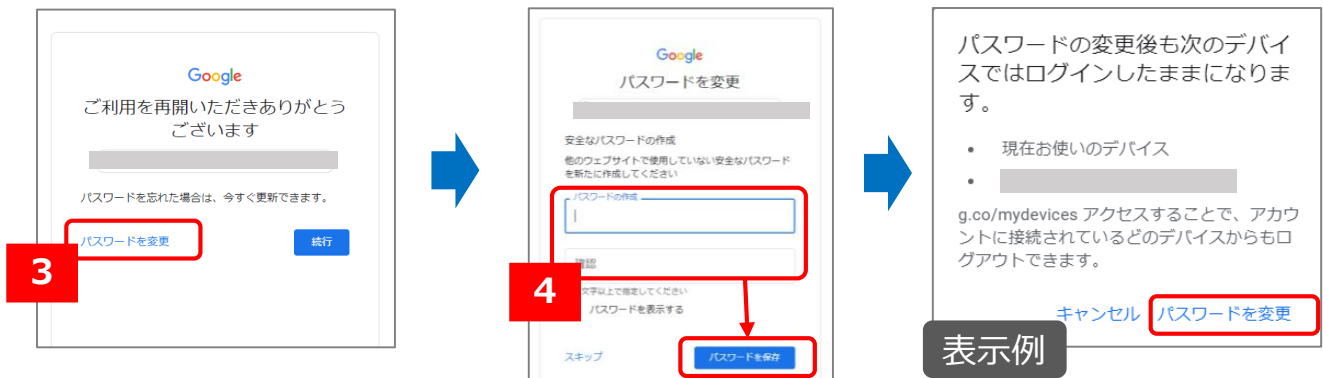 Google
ご利用を再開いただきありがとう
ございます
パスワードを忘れた場合は、今すぐ更新できます。
パスワードを変更
続行
3
Google
パスワードを変更
安全なパスワードの作成
他のウェブサイトで使用していない安全なパスワード
を新たに作成してください
パスワードの作成
確認
文字以上で指定してください
パスワードを表示する
4
スキップ
パスワードを保存
パスワードの変更後も次のデバイ
スではログインしたままになりま
す。
• 現在お使いのデバイス
•
g.co/mydevices アクセスすることで、アカウ
ントに接続されているどのデバイスからもロ
グアウトできます。
キャンセル パスワードを変更
表示例